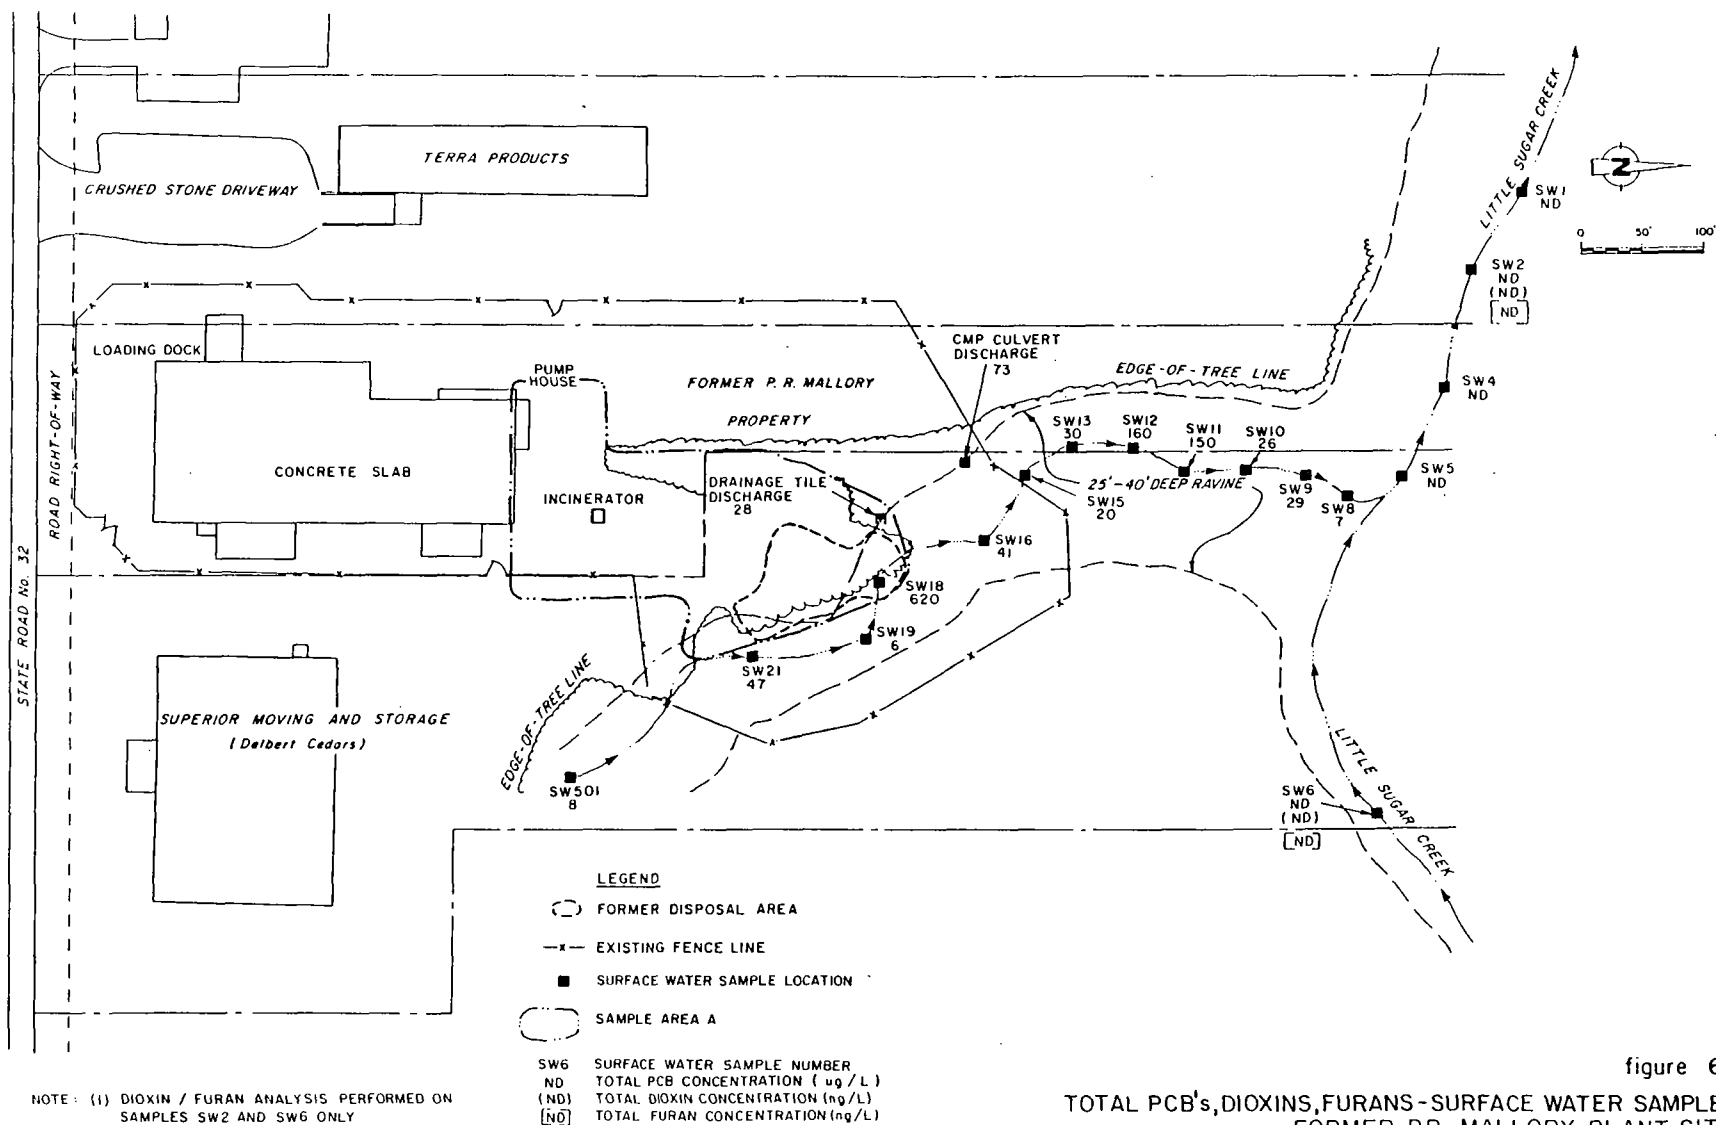 TERRA PRODUCTS
CRUSHED STONE DRIVEWAY
LITTLE SUGAR CREEK
N
0 50' 100'
SW1
ND
SW2
ND
(ND)
[ND]
SW4
ND
LOADING DOCK
PUMP
HOUSE
FORMER P.R. MALLORY
PROPERTY
CMP CULVERT
DISCHARGE
73
EDGE-OF-TREE LINE
ROAD RIGHT-OF-WAY
STATE ROAD No. 32
CONCRETE SLAB
INCINERATOR
DRAINAGE TILE
DISCHARGE
28
SW13
30
SW12
160
SW11
150
SW10
26
25'-40' DEEP RAVINE
SW15
20
SW9
29
SW8
7
SW5
ND
SW16
41
SW18
620
SW19
6
SW21
47
EDGE-OF-TREE LINE
SW501
8
SUPERIOR MOVING AND STORAGE
(Delbert Cedars)
LITTLE SUGAR CREEK
SW6
ND
(ND)
[ND]
LEGEND
FORMER DISPOSAL AREA
-x- EXISTING FENCE LINE
SURFACE WATER SAMPLE LOCATION
SAMPLE AREA A
SW6 SURFACE WATER SAMPLE NUMBER
ND TOTAL PCB CONCENTRATION (ug/L)
(ND) TOTAL DIOXIN CONCENTRATION (ng/L)
[ND] TOTAL FURAN CONCENTRATION (ng/L)
NOTE: (1) DIOXIN / FURAN ANALYSIS PERFORMED ON
SAMPLES SW2 AND SW6 ONLY
figure 6
TOTAL PCB's, DIOXINS, FURANS-SURFACE WATER SAMPLE
FORMER P.R. MALLORY PLANT SIT